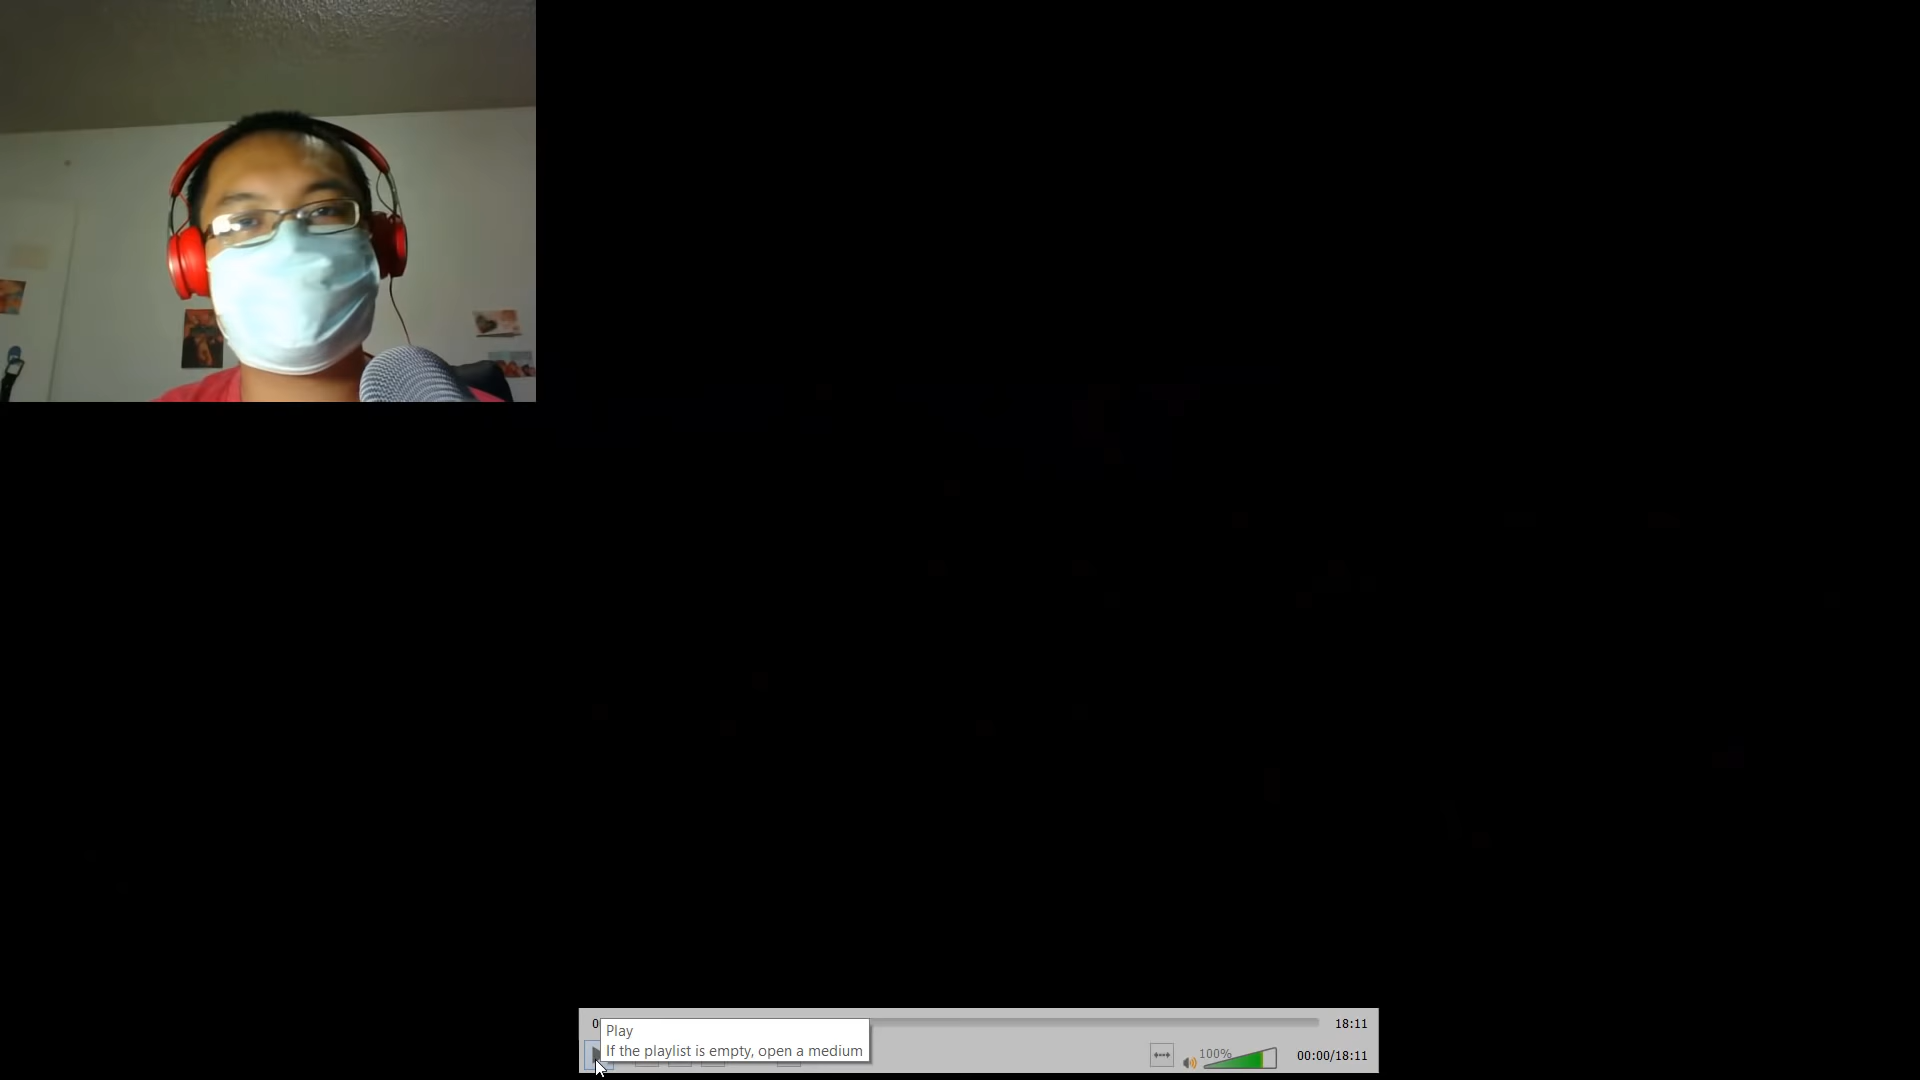 18:11
Play
If the playlist is empty, open a medium
100%
00:00/18:11